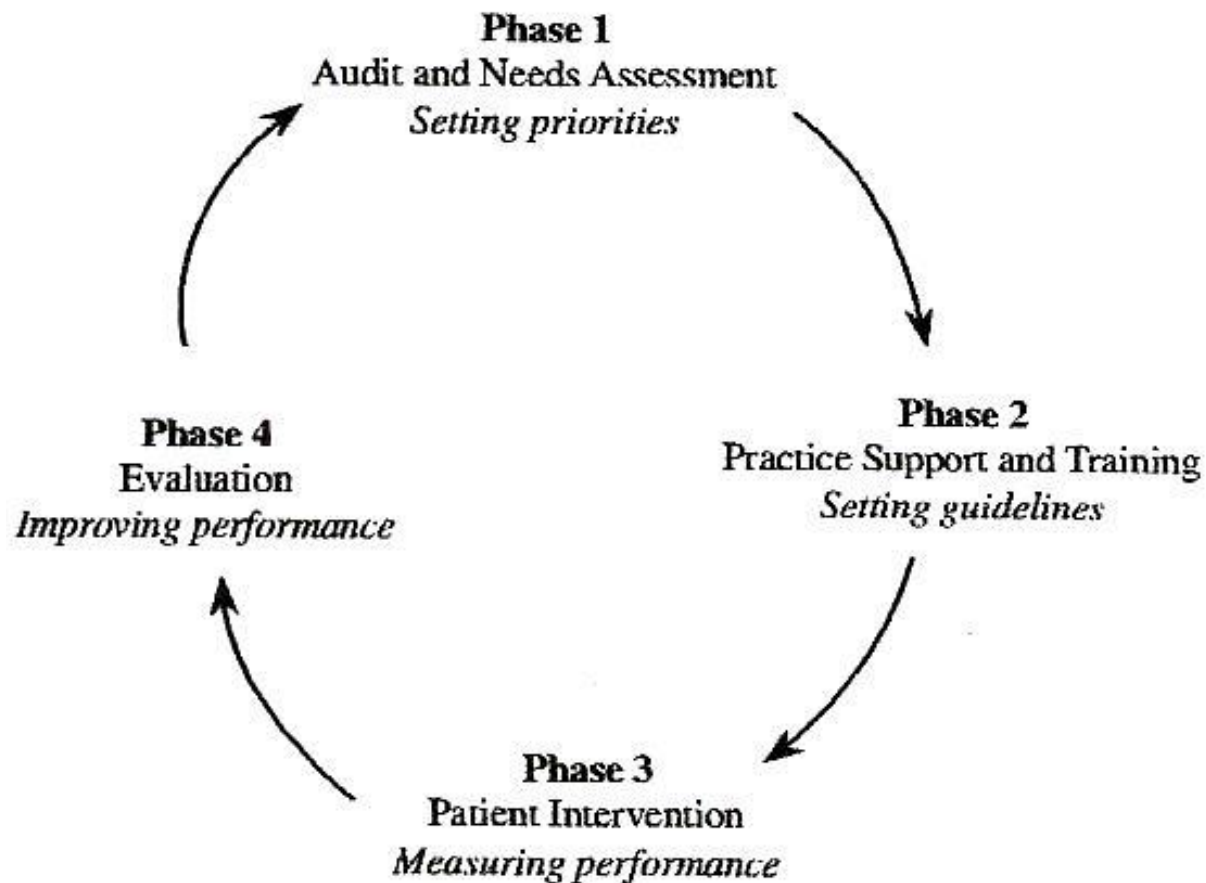 Phase 1
Audit and Needs Assessment
Setting priorities
Phase 2
Practice Support and Training
Setting guidelines
Phase 3
Patient Intervention
Measuring performance
Phase 4
Evaluation
Improving performance